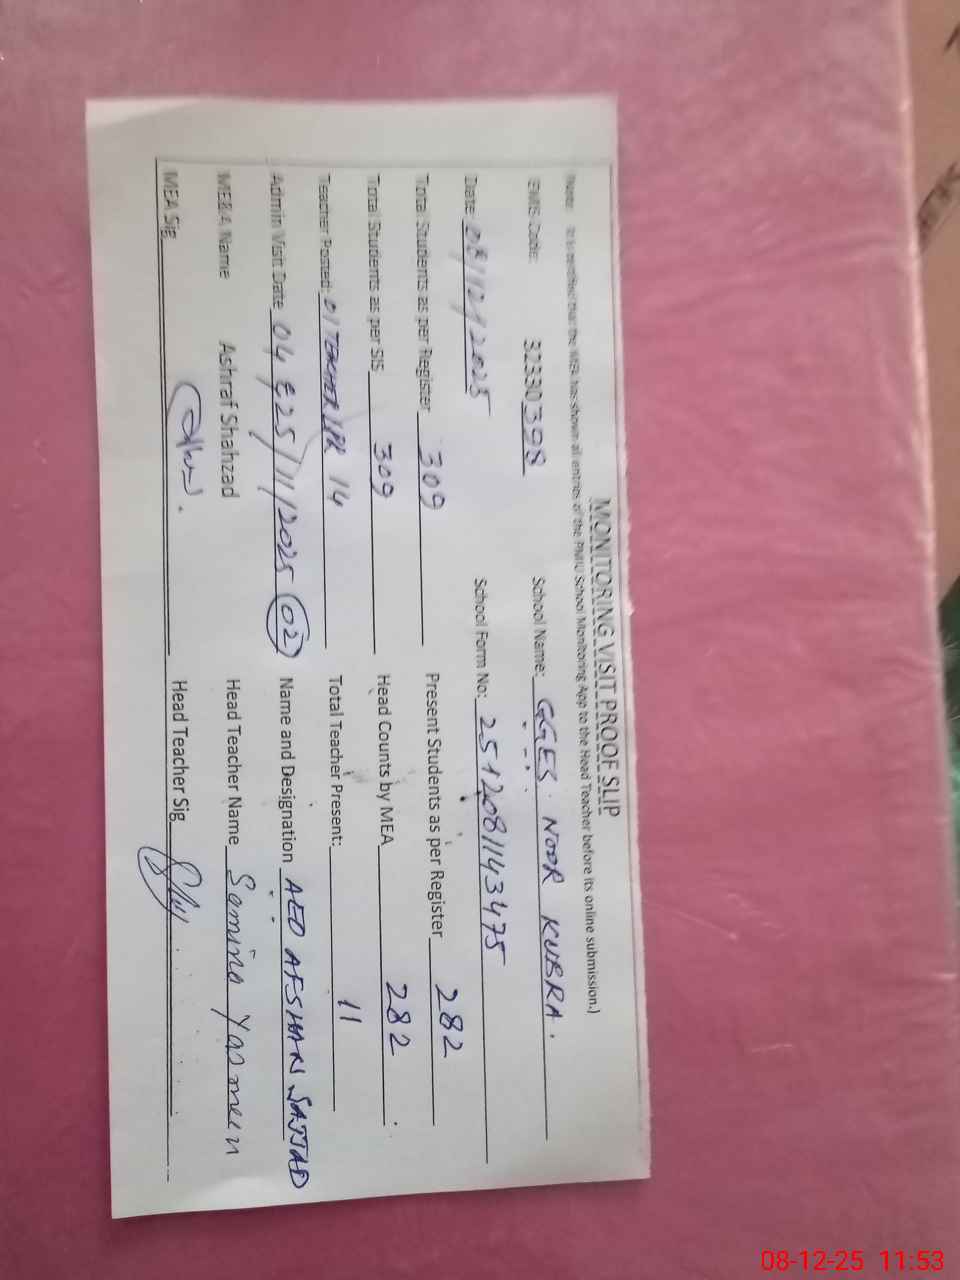 MONITORING VISIT PROOF SLIP
(Note: It is certified that the MEA has shown all entries of the PMIU School Monitoring App to the Head Teacher before its online submission.)
EMIS Code: 32330398 School Name: GGES NOOR KUBRA.
Date: 08/12/2025 School Form No: 2512081143475
Total Students as per Register 309 Present Students as per Register 282
Total Students as per SIS 309 Head Counts by MEA 282
Teacher Posted: 01 TEACHER 14 Total Teacher Present: 11
Admin Visit Date 04 & 25/11/2025 02 Name and Designation AEO AFSHAN SAJJAD
MEA Name Ashraf Shahzad Head Teacher Name Samina Yasmeen
MEA Sig Head Teacher Sig
08-12-25 11:53